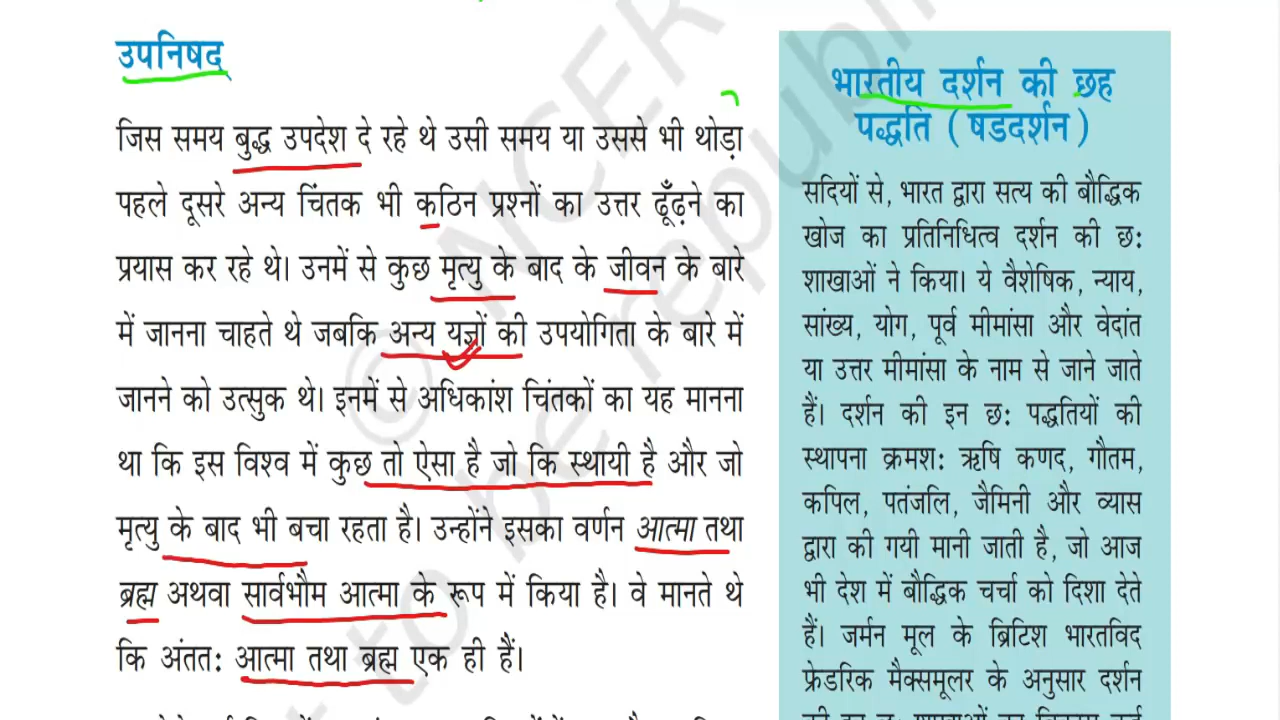 उपनिषद
जिस समय बुद्ध उपदेश दे रहे थे उसी समय या उससे भी थोड़ा
पहले दूसरे अन्य चिंतक भी कठिन प्रश्नों का उत्तर ढूँढ़ने का
प्रयास कर रहे थे। उनमें से कुछ मृत्यु के बाद के जीवन के बारे
में जानना चाहते थे जबकि अन्य यज्ञों की उपयोगिता के बारे में
जानने को उत्सुक थे। इनमें से अधिकांश चिंतकों का यह मानना
था कि इस विश्व में कुछ तो ऐसा है जो कि स्थायी है और जो
मृत्यु के बाद भी बचा रहता है। उन्होंने इसका वर्णन आत्मा तथा
ब्रह्म अथवा सार्वभौम आत्मा के रूप में किया है। वे मानते थे
कि अंततः आत्मा तथा ब्रह्म एक ही हैं।
भारतीय दर्शन की छह
पद्धति (षडदर्शन)
सदियों से, भारत द्वारा सत्य की बौद्धिक
खोज का प्रतिनिधित्व दर्शन की छ:
शाखाओं ने किया। ये वैशेषिक, न्याय,
सांख्य, योग, पूर्व मीमांसा और वेदांत
या उत्तर मीमांसा के नाम से जाने जाते
हैं। दर्शन की इन छ: पद्धतियों की
स्थापना क्रमश: ऋषि कणद, गौतम,
कपिल, पतंजलि, जैमिनी और व्यास
द्वारा की गयी मानी जाती है, जो आज
भी देश में बौद्धिक चर्चा को दिशा देते
हैं। जर्मन मूल के ब्रिटिश भारतविद
फ्रेडरिक मैक्समूलर के अनुसार दर्शन
© NCER
to be republi